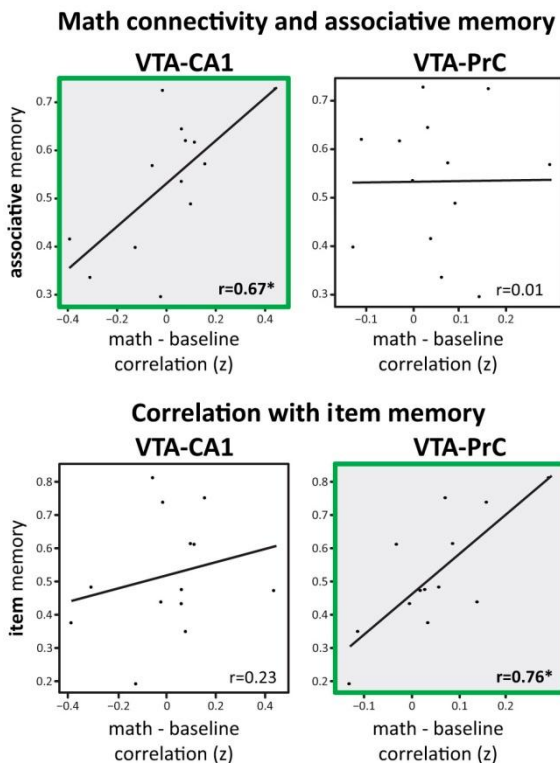 Math connectivity and associative memory
VTA-CA1
VTA-PrC
associative memory
0.7
0.6
0.5
0.4
0.3
r=0.67*
−0.4
−0.2
0
0.2
0.4
math - baseline
correlation (z)
0.7
0.6
0.5
0.4
0.3
r=0.01
−0.1
0.0
0.1
0.2
math - baseline
correlation (z)
Correlation with item memory
VTA-CA1
VTA-PrC
item memory
0.8
0.7
0.6
0.5
0.4
0.3
0.2
r=0.23
−0.4
−0.2
0
0.2
0.4
math - baseline
correlation (z)
0.8
0.7
0.6
0.5
0.4
0.3
0.2
r=0.76*
−0.1
0
0.1
0.2
math - baseline
correlation (z)